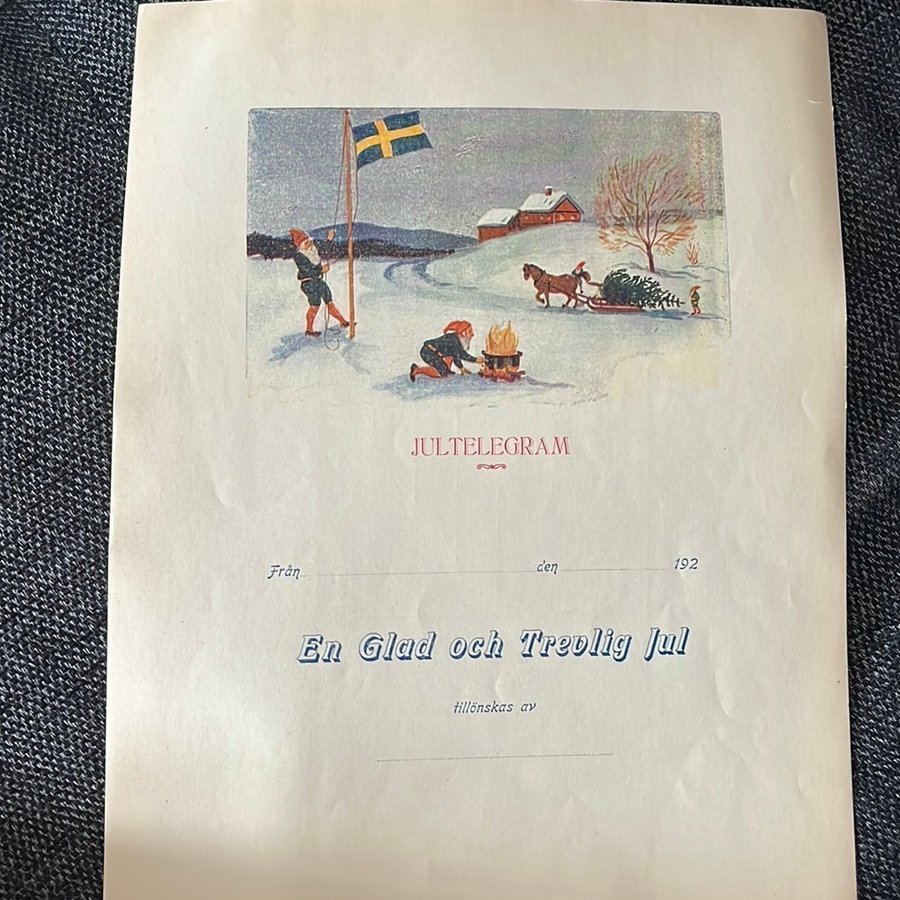 JULTELEGRAM
Från den 192
En Glad och Trevlig Jul
tillönskas av